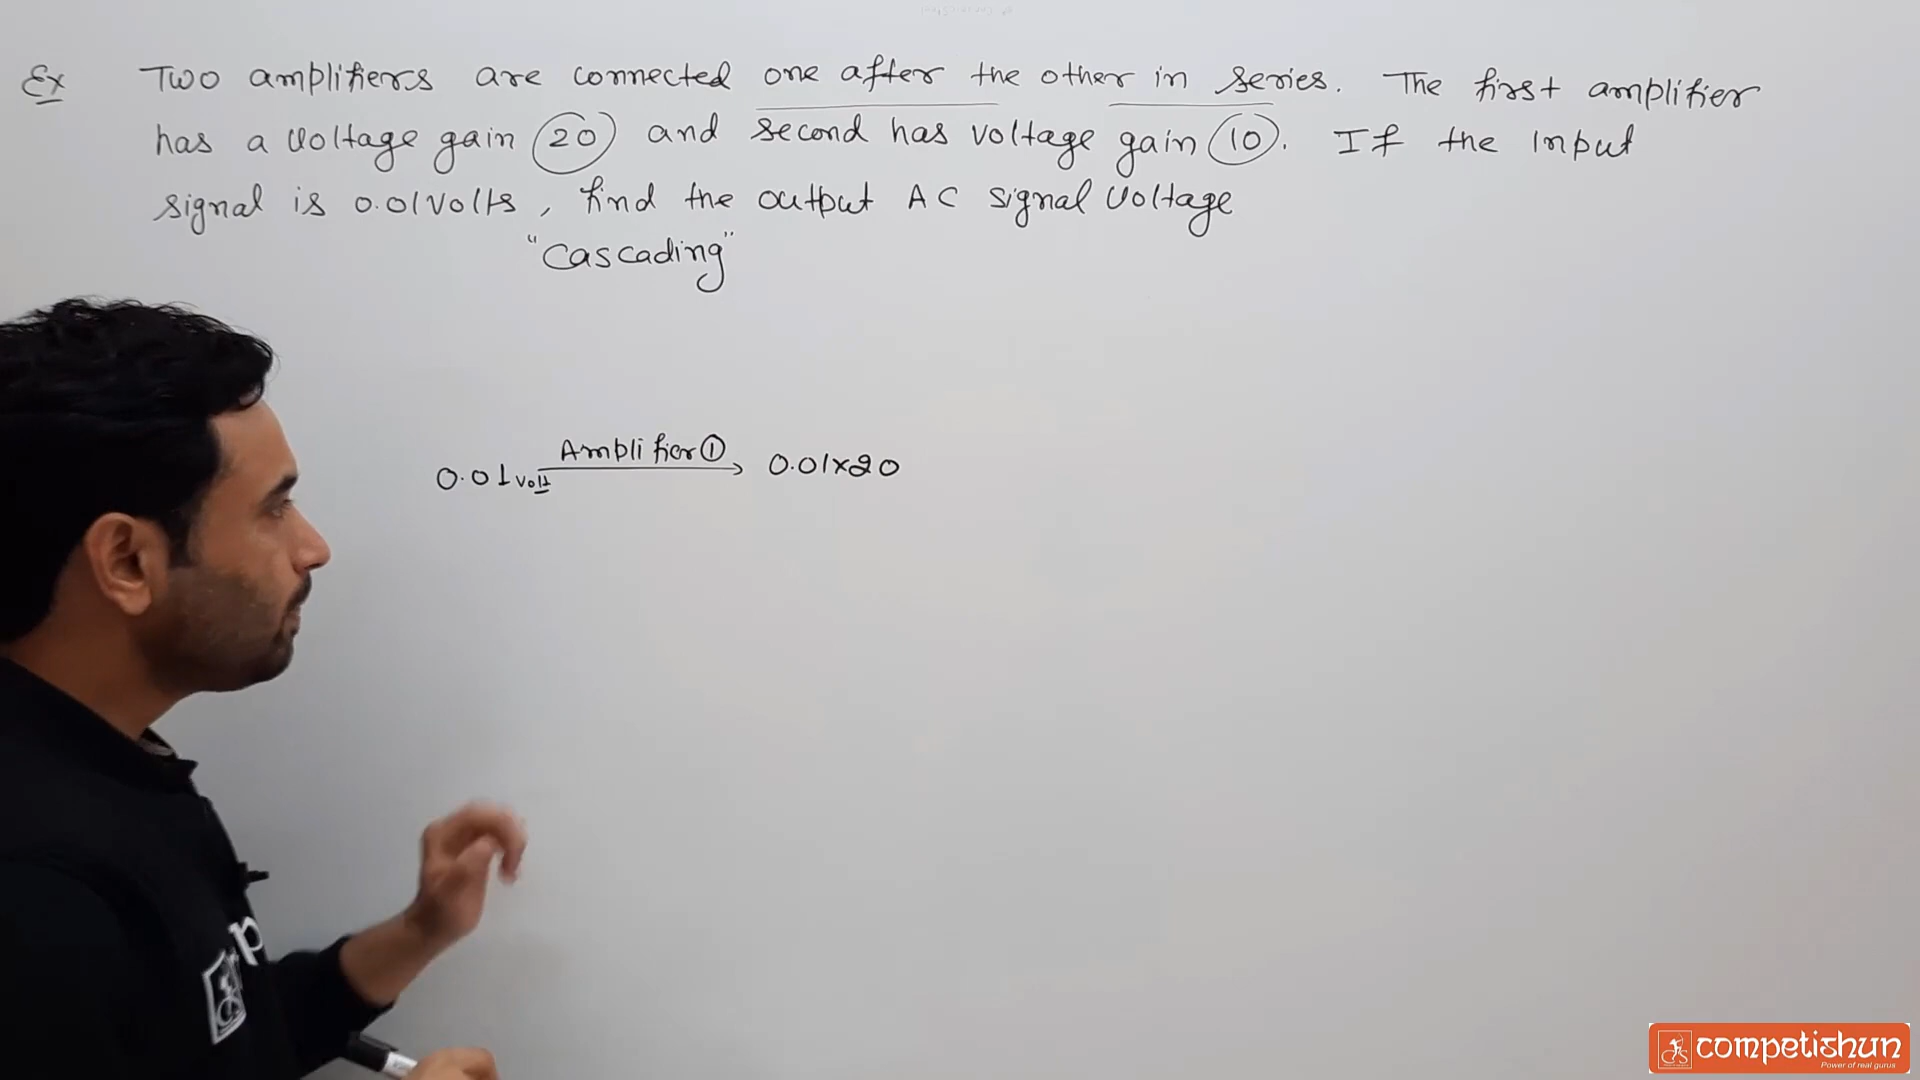 Ex Two amplifiers are connected one after the other in series. The first amplifier
has a voltage gain 20 and second has voltage gain 10. If the input
signal is 0.01 volts, find the output AC signal voltage
"Cascading"
Amplifier ①
0.01 volt → 0.01×20
competishun
Power of real gurus